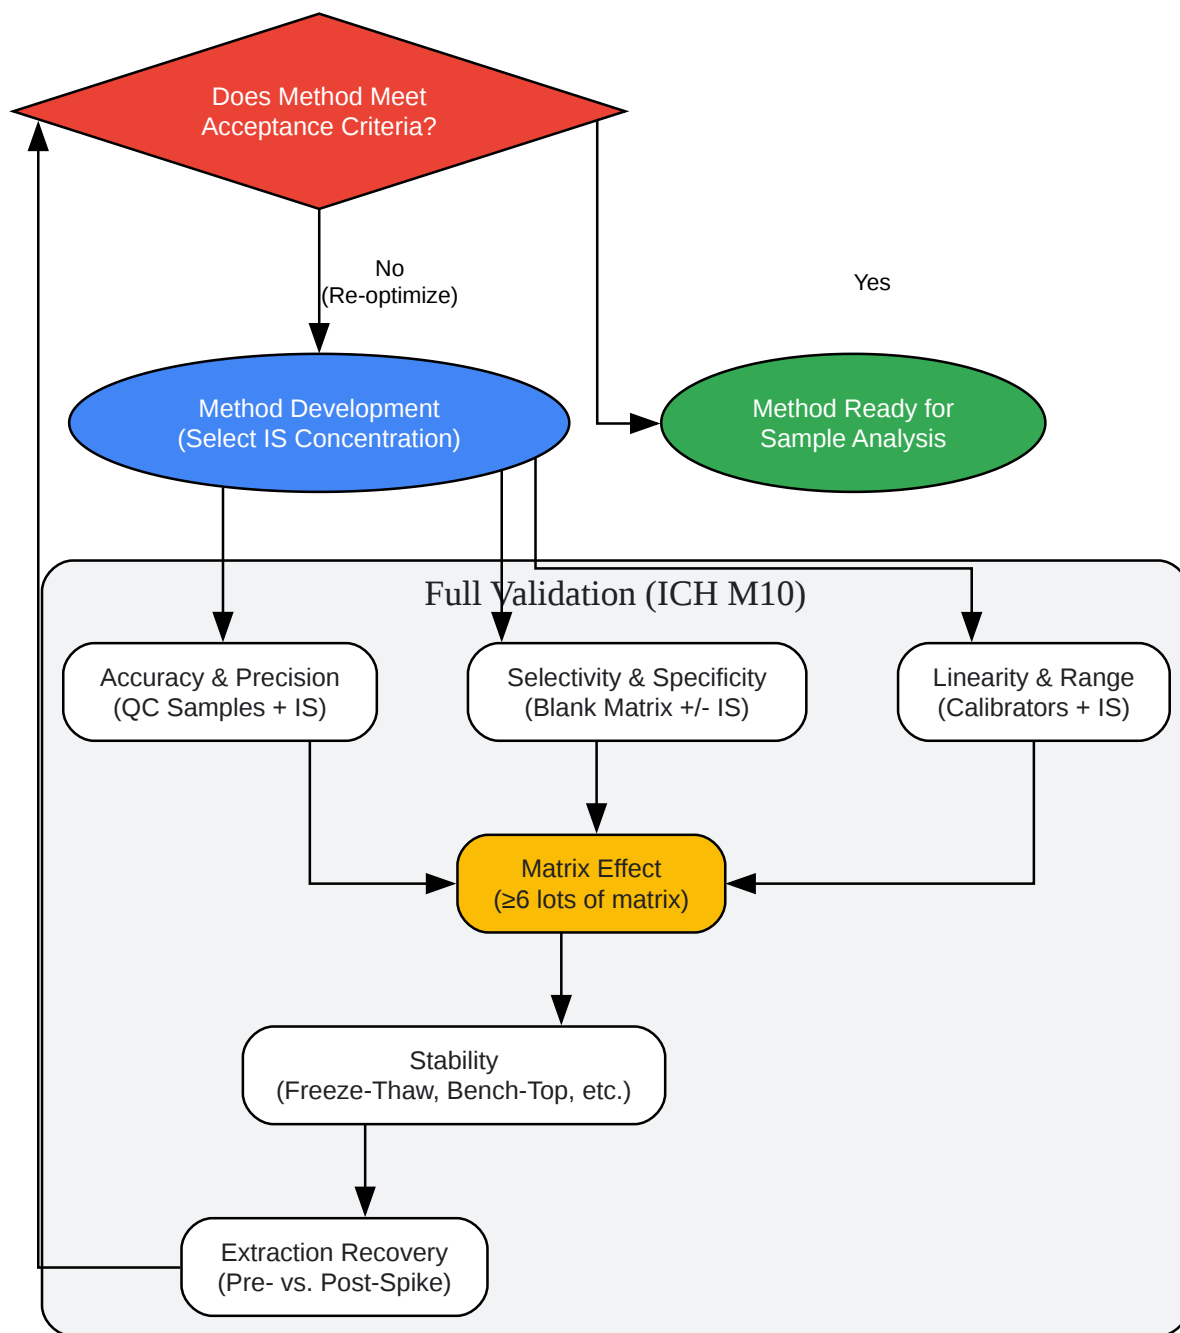 Does Method Meet
Acceptance Criteria?
No
(Re-optimize)
Yes
Method Development
(Select IS Concentration)
Method Ready for
Sample Analysis
Full Validation (ICH M10)
Accuracy & Precision
(QC Samples + IS)
Selectivity & Specificity
(Blank Matrix +/- IS)
Linearity & Range
(Calibrators + IS)
Matrix Effect
(≥6 lots of matrix)
Stability
(Freeze-Thaw, Bench-Top, etc.)
Extraction Recovery
(Pre- vs. Post-Spike)